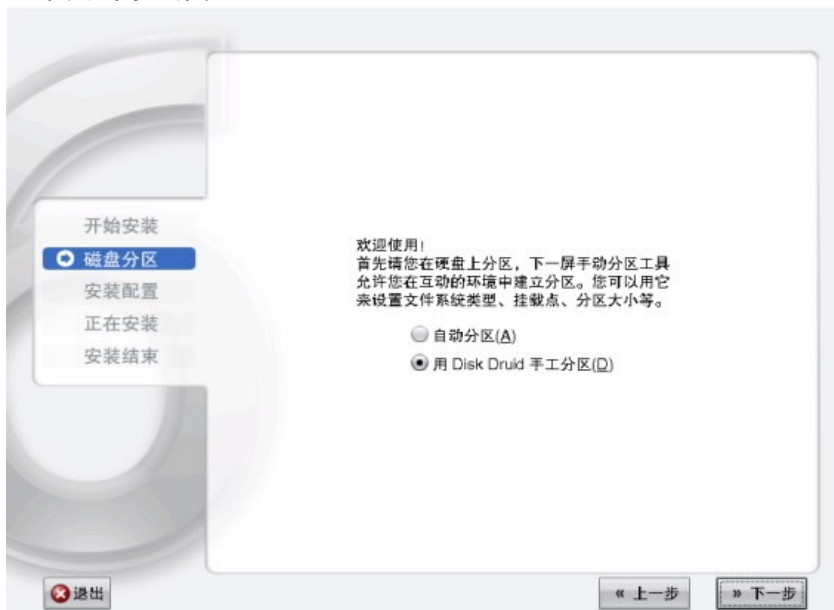 开始安装
磁盘分区
安装配置
正在安装
安装结束
欢迎使用!
首先请您在硬盘上分区，下一屏手动分区工具
允许您在互动的环境中建立分区。您可以用它
来设置文件系统类型、挂载点、分区大小等。
自动分区(A)
用 Disk Druid 手工分区(D)
退出
« 上一步
» 下一步